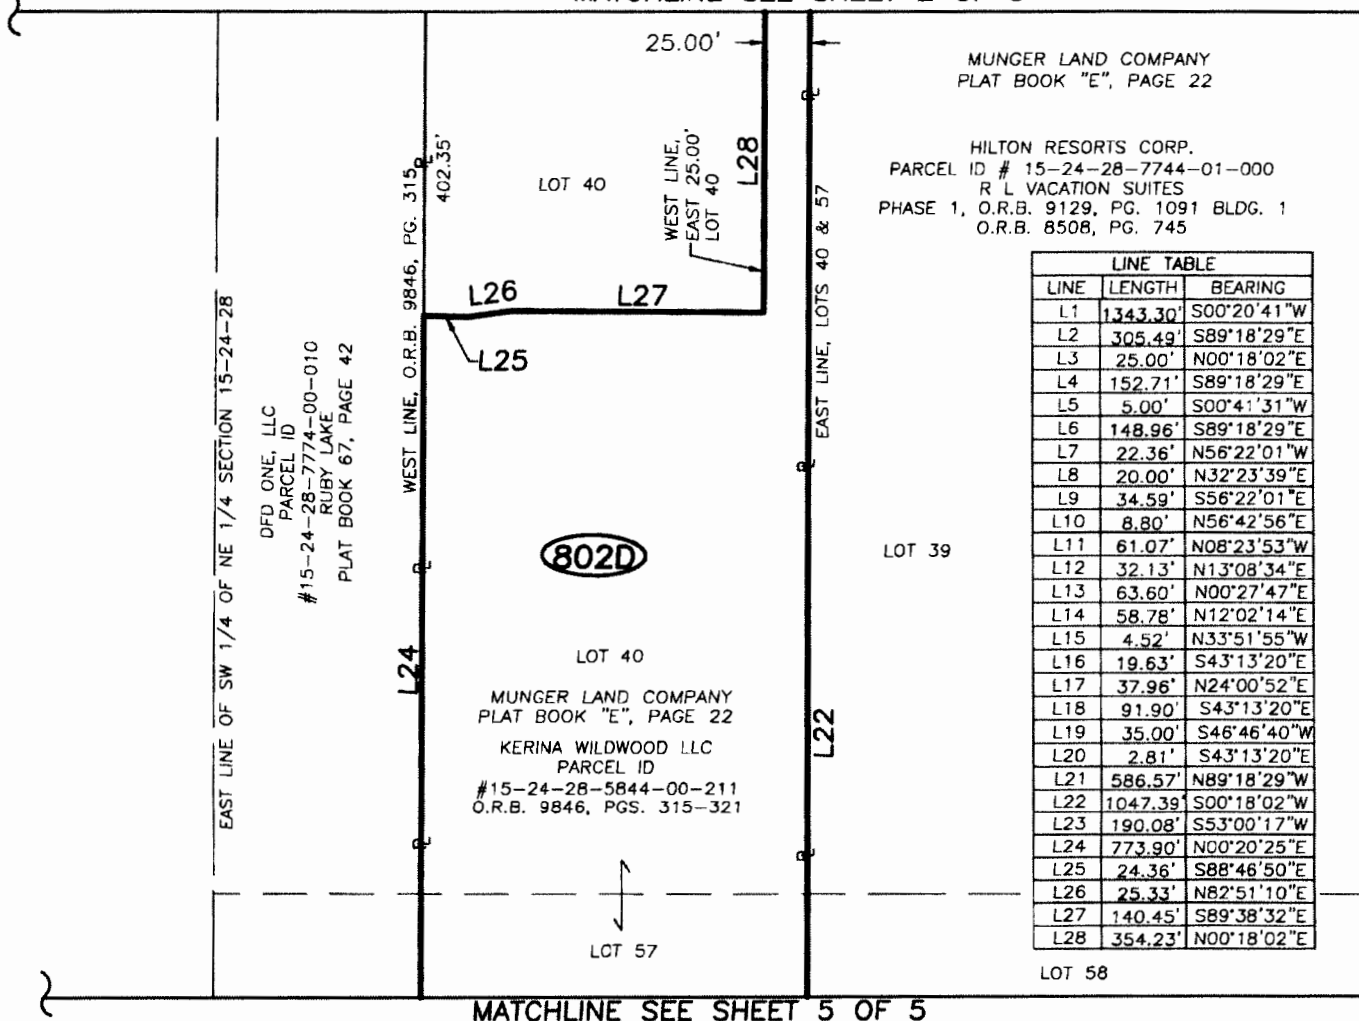 25.00'
MUNGER LAND COMPANY
PLAT BOOK "E", PAGE 22
HILTON RESORTS CORP.
PARCEL ID # 15-24-28-7744-01-000
R L VACATION SUITES
PHASE 1, O.R.B. 9129, PG. 1091 BLDG. 1
O.R.B. 8508, PG. 745
L28
WEST LINE,
EAST 25.00'
LOT 40
LOT 40
402.35'
WEST LINE, O.R.B. 9846, PG. 315
EAST LINE, LOTS 40 & 57
L26
L27
L25
EAST LINE OF SW 1/4 OF NE 1/4 SECTION 15-24-28
DFD ONE, LLC
PARCEL ID
#15-24-28-7774-00-010
RUBY LAKE
PLAT BOOK 67, PAGE 42
802D
LOT 39
LOT 40
L24
L22
MUNGER LAND COMPANY
PLAT BOOK "E", PAGE 22
KERINA WILDWOOD LLC
PARCEL ID
#15-24-28-5844-00-211
O.R.B. 9846, PGS. 315-321
LOT 57
LINE TABLE
LINE LENGTH BEARING
L1 1343.30' S00°20'41"W
L2 305.49' S89°18'29"E
L3 25.00' N00°18'02"E
L4 152.71' S89°18'29"E
L5 5.00' S00°41'31"W
L6 148.96' S89°18'29"E
L7 22.36' N56°22'01"W
L8 20.00' N32°23'39"E
L9 34.59' S56°22'01"E
L10 8.80' N56°42'56"E
L11 61.07' N08°23'53"W
L12 32.13' N13°08'34"E
L13 63.60' N00°27'47"E
L14 58.78' N12°02'14"E
L15 4.52' N33°51'55"W
L16 19.63' S43°13'20"E
L17 37.96' N24°00'52"E
L18 91.90' S43°13'20"E
L19 35.00' S46°46'40"W
L20 2.81' S43°13'20"E
L21 586.57' N89°18'29"W
L22 1047.39' S00°18'02"W
L23 190.08' S53°00'17"W
L24 773.90' N00°20'25"E
L25 24.36' S88°46'50"E
L26 25.33' N82°51'10"E
L27 140.45' S89°38'32"E
L28 354.23' N00°18'02"E
LOT 58
MATCHLINE SEE SHEET 5 OF 5